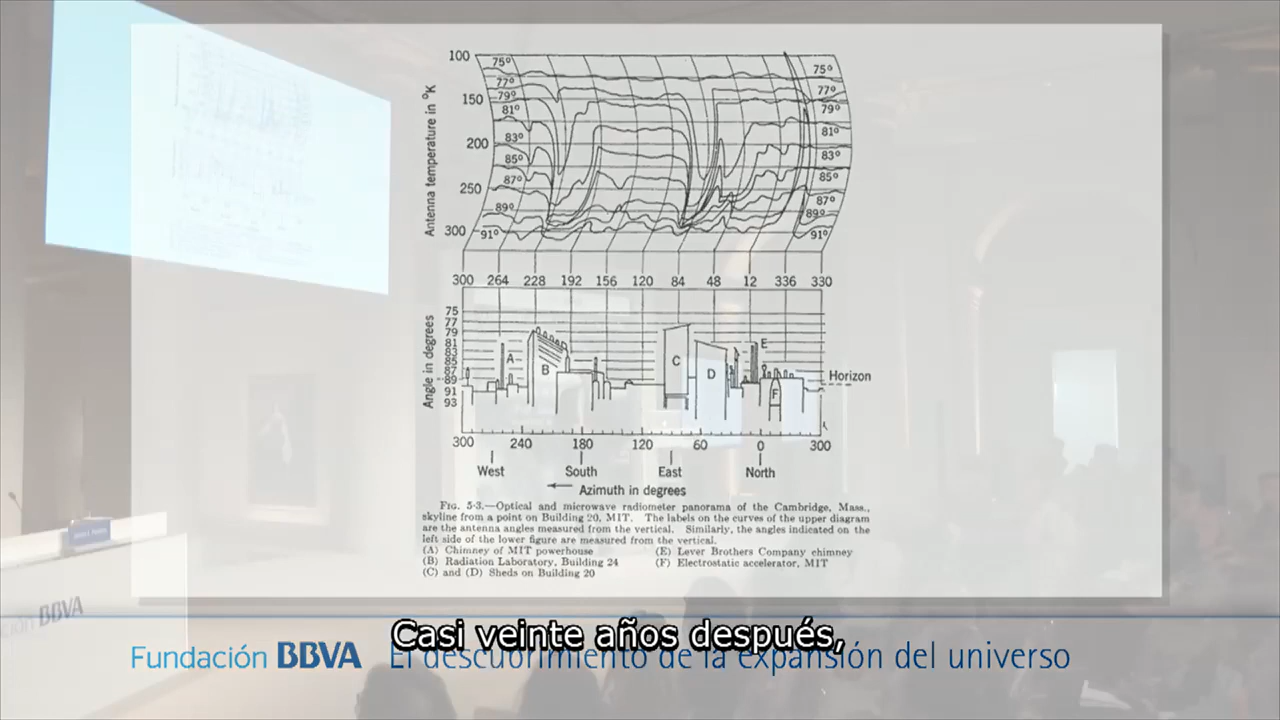 100
150
200
250
300
Antenna temperature in °K
75° 75°
77° 77°
79° 79°
81° 81°
83° 83°
85° 85°
87° 87°
89° 89°
91° 91°
300 264 228 192 156 120 84 48 12 336 330
Angle in degrees
75
77
79
81
83
85
87
89
91
93
A
B
C
D
E
F
Horizon
300 240 180 120 60 0 300
West South East North
Azimuth in degrees
FIG. 5·3.—Optical and microwave radiometer panorama of the Cambridge, Mass.,
skyline from a point on Building 20, MIT. The labels on the curves of the upper diagram
are the antenna angles measured from the vertical. Similarly, the angles indicated on the
left side of the lower figure are measured from the vertical.
(A) Chimney of MIT powerhouse (E) Lever Brothers Company chimney
(B) Radiation Laboratory, Building 24 (F) Electrostatic accelerator, MIT
(C) and (D) Sheds on Building 20
BBVA
Casi veinte años después,
Fundación BBVA El descubrimiento de la expansión del universo